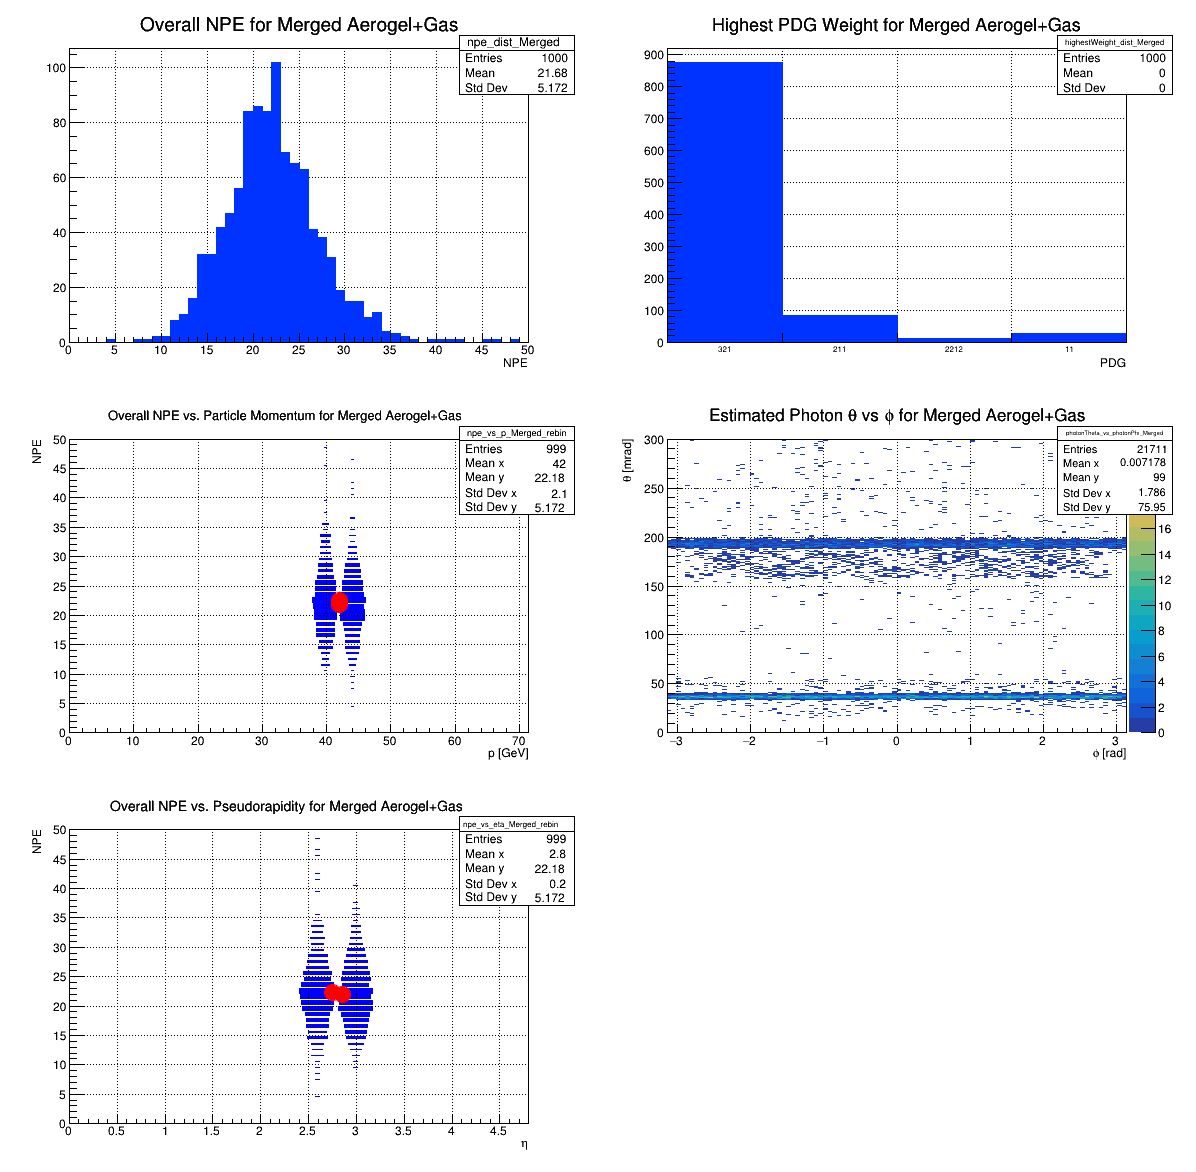 Overall NPE for Merged Aerogel+Gas
npe_dist_Merged
Entries 1000
Mean 21.68
Std Dev 5.172
100
80
60
40
20
0
0 5 10 15 20 25 30 35 40 45 50
NPE
Highest PDG Weight for Merged Aerogel+Gas
highestWeight_dist_Merged
Entries 1000
Mean 0
Std Dev 0
900
800
700
600
500
400
300
200
100
0
321 211 2212 11
PDG
Overall NPE vs. Particle Momentum for Merged Aerogel+Gas
npe_vs_p_Merged_rebin
Entries 999
Mean x 42
Mean y 22.18
Std Dev x 2.1
Std Dev y 5.172
NPE
50
45
40
35
30
25
20
15
10
5
0
0 10 20 30 40 50 60 70
p [GeV]
Estimated Photon θ vs ϕ for Merged Aerogel+Gas
photonTheta_vs_photonPhi_Merged
Entries 21711
Mean x 0.007178
Mean y 99
Std Dev x 1.786
Std Dev y 75.95
θ [mrad]
300
250
200
150
100
50
0
−3 −2 −1 0 1 2 3
ϕ [rad]
16
14
12
10
8
6
4
2
0
Overall NPE vs. Pseudorapidity for Merged Aerogel+Gas
npe_vs_eta_Merged_rebin
Entries 999
Mean x 2.8
Mean y 22.18
Std Dev x 0.2
Std Dev y 5.172
NPE
50
45
40
35
30
25
20
15
10
5
0
0 0.5 1 1.5 2 2.5 3 3.5 4 4.5
η